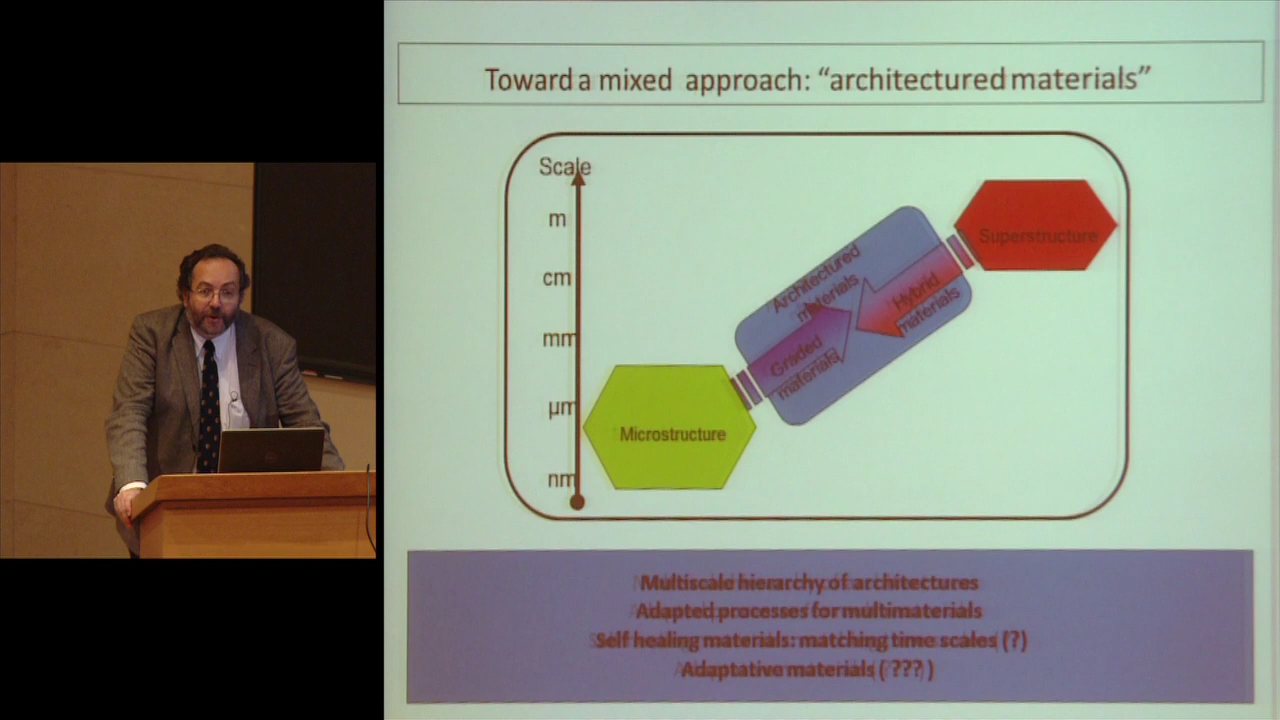 Toward a mixed approach: “architectured materials”
Scale
m
cm
mm
µm
nm
Microstructure
Graded
materials
Architectured
materials
Hybrid
materials
Superstructure
Multiscale hierarchy of architectures
Adapted processes for multimaterials
Self healing materials: matching time scales (?)
Adaptative materials ( ??? )